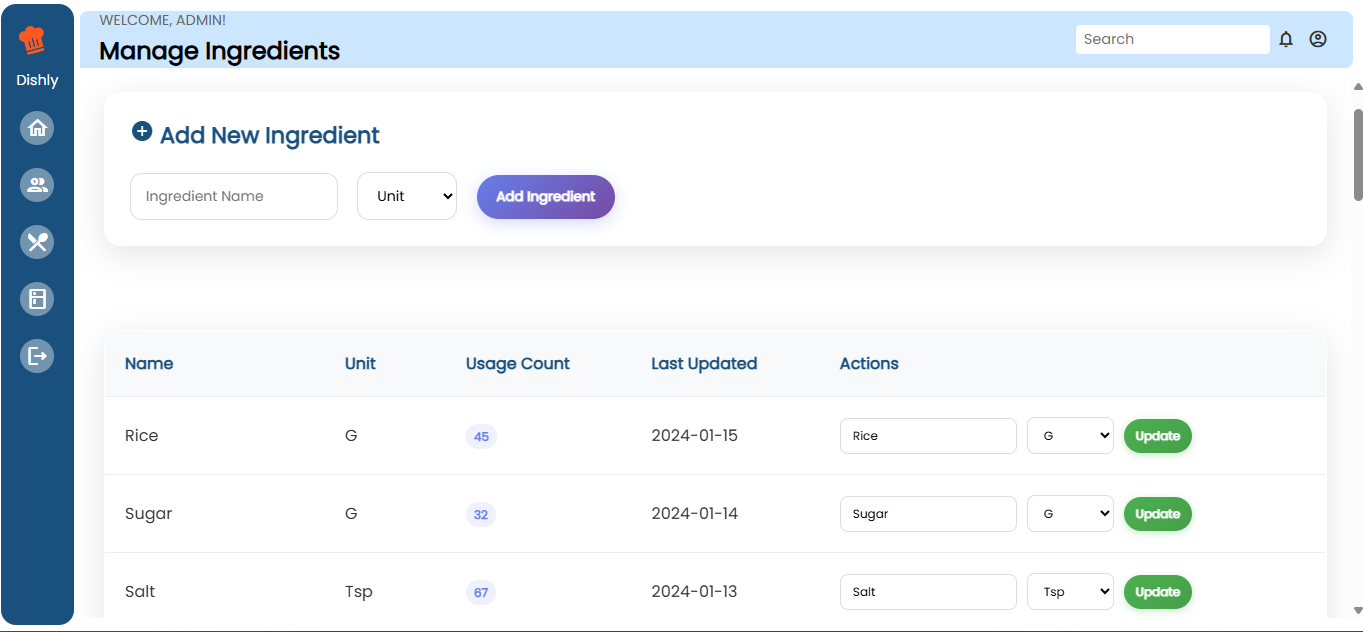 Dishly
WELCOME, ADMIN!
Manage Ingredients
Search
Add New Ingredient
Ingredient Name
Unit
Add Ingredient
Name Unit Usage Count Last Updated Actions
Rice G 45 2024-01-15 Rice G Update
Sugar G 32 2024-01-14 Sugar G Update
Salt Tsp 67 2024-01-13 Salt Tsp Update